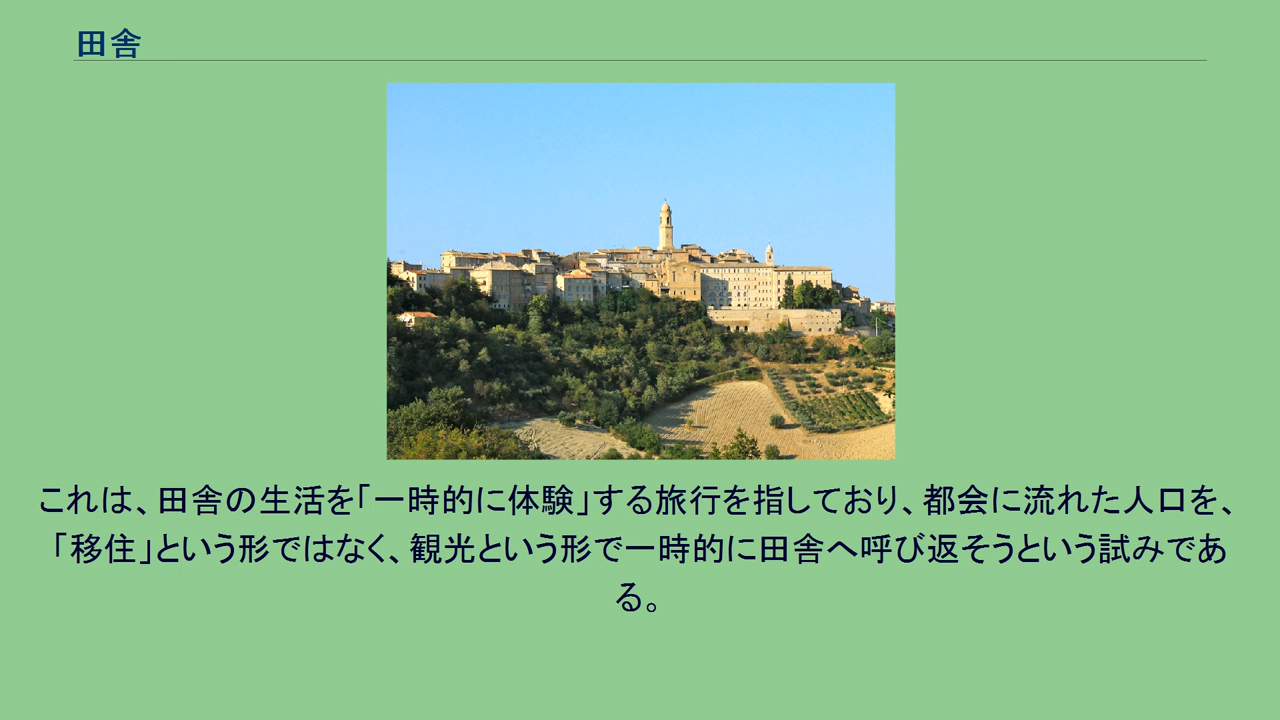 田舎
これは、田舎の生活を「一時的に体験」する旅行を指しており、都会に流れた人口を、
「移住」という形ではなく、観光という形で一時的に田舎へ呼び返そうという試みであ
る。